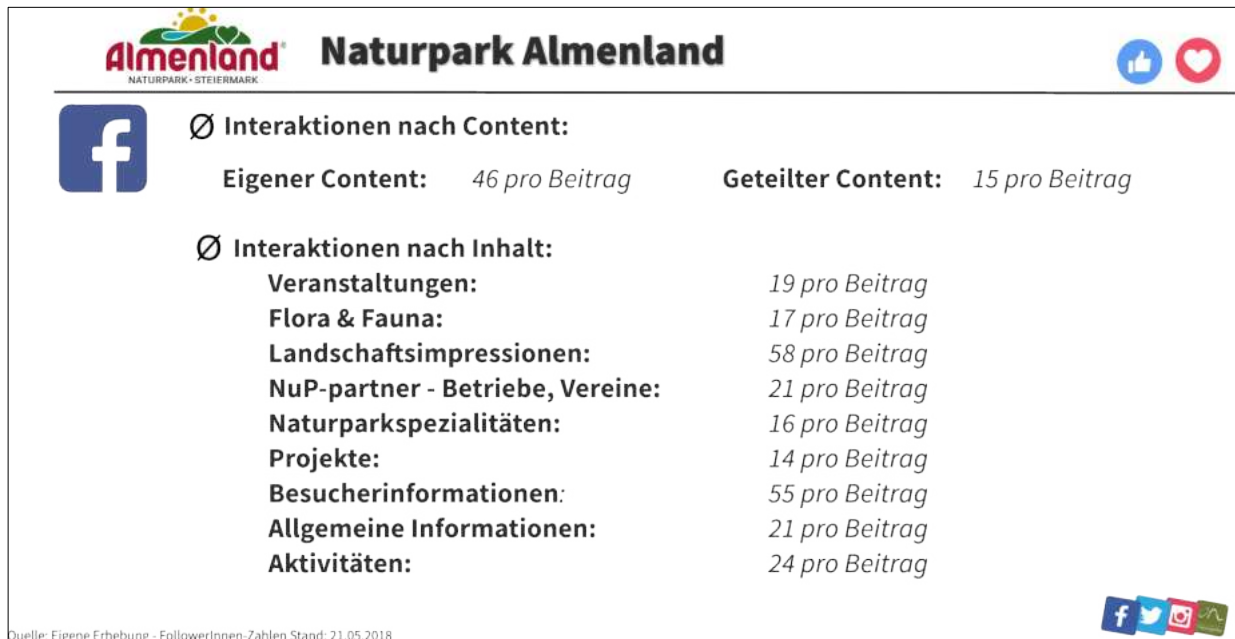 Almenland®
NATURPARK • STEIERMARK
Naturpark Almenland
Ø Interaktionen nach Content:
Eigener Content: 46 pro Beitrag Geteilter Content: 15 pro Beitrag
Ø Interaktionen nach Inhalt:
Veranstaltungen: 19 pro Beitrag
Flora & Fauna: 17 pro Beitrag
Landschaftsimpressionen: 58 pro Beitrag
NuP-partner - Betriebe, Vereine: 21 pro Beitrag
Naturparkspezialitäten: 16 pro Beitrag
Projekte: 14 pro Beitrag
Besucherinformationen: 55 pro Beitrag
Allgemeine Informationen: 21 pro Beitrag
Aktivitäten: 24 pro Beitrag
Quelle: Eigene Erhebung - FollowerInnen-Zahlen Stand: 21.05.2018